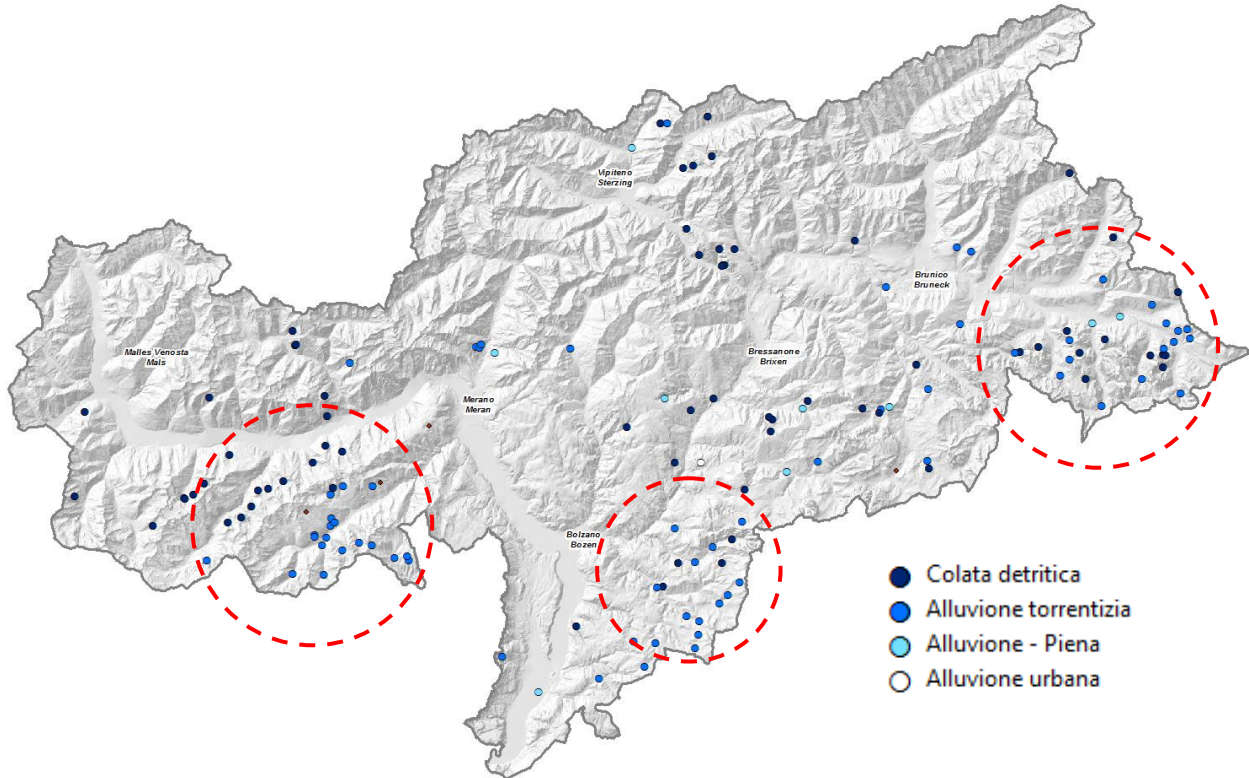 Vipiteno
Sterzing
Brunico
Bruneck
Malles Venosta
Mals
Bressanone
Brixen
Merano
Meran
Bolzano
Bozen
Colata detritica
Alluvione torrentizia
Alluvione - Piena
Alluvione urbana